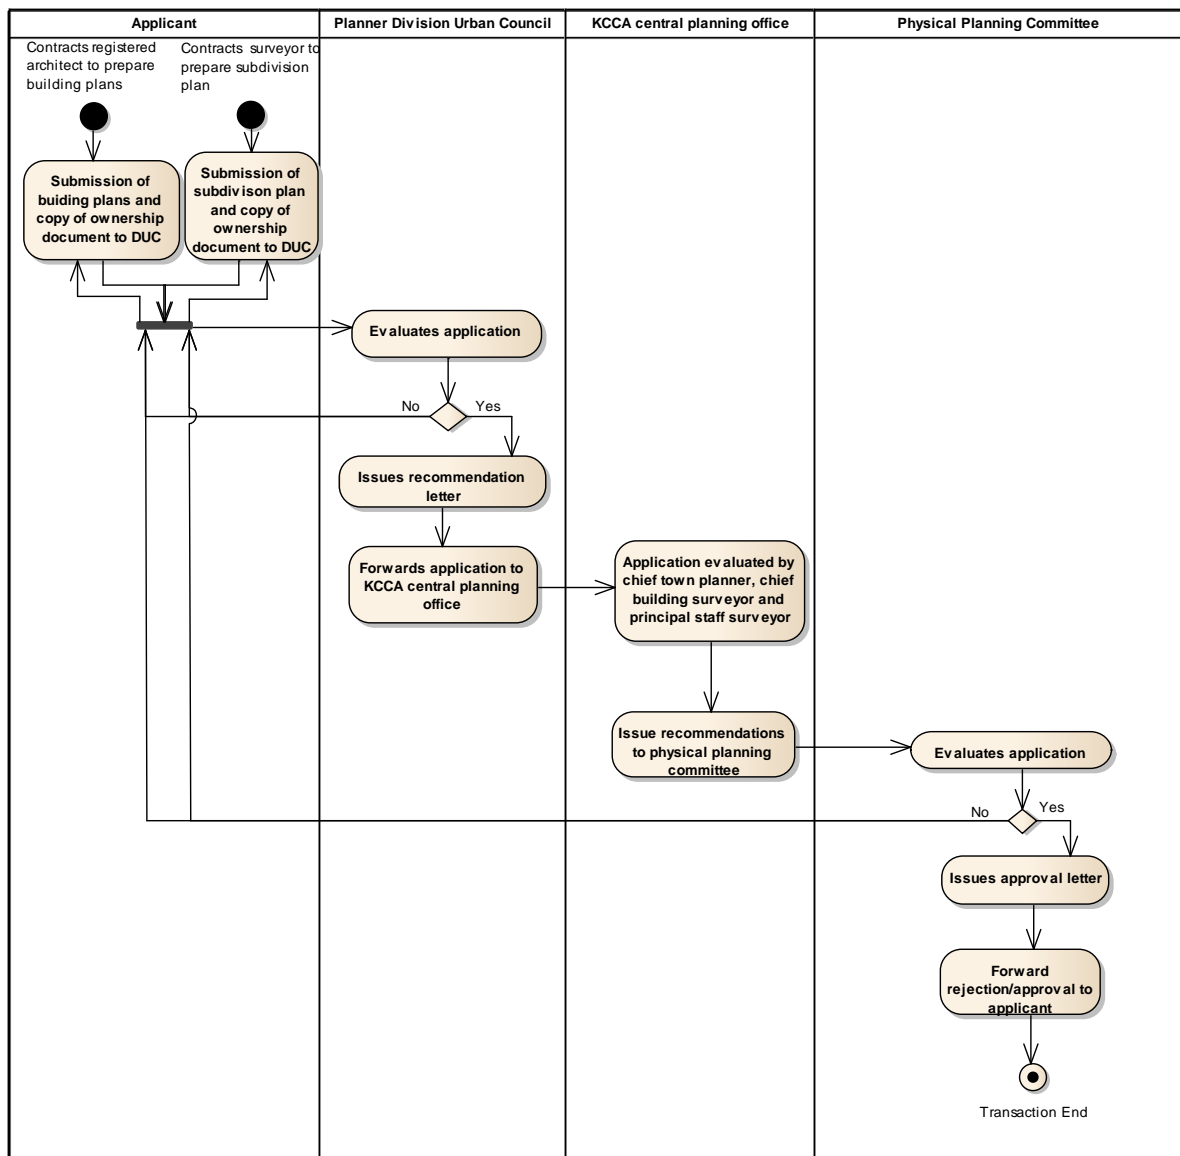 Applicant
Planner Division Urban Council
KCCA central planning office
Physical Planning Committee
Contracts registered
architect to prepare
building plans
Contracts surveyor to
prepare subdivision
plan
Submission of
buiding plans and
copy of ownership
document to DUC
Submission of
subdivison plan
and copy of
ownership
document to DUC
Evaluates application
No
Yes
Issues recommendation
letter
Forwards application to
KCCA central planning
office
Application evaluated by
chief town planner, chief
building surveyor and
principal staff surveyor
Issue recommendations
to physical planning
committee
Evaluates application
No
Yes
Issues approval letter
Forward
rejection/approval to
applicant
Transaction End